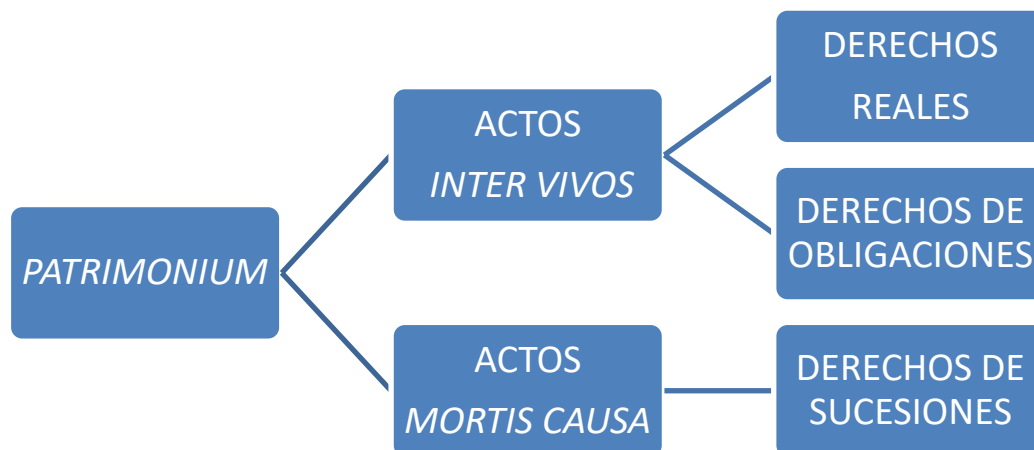 PATRIMONIUM
ACTOS
INTER VIVOS
DERECHOS
REALES
DERECHOS DE
OBLIGACIONES
ACTOS
MORTIS CAUSA
DERECHOS DE
SUCESIONES